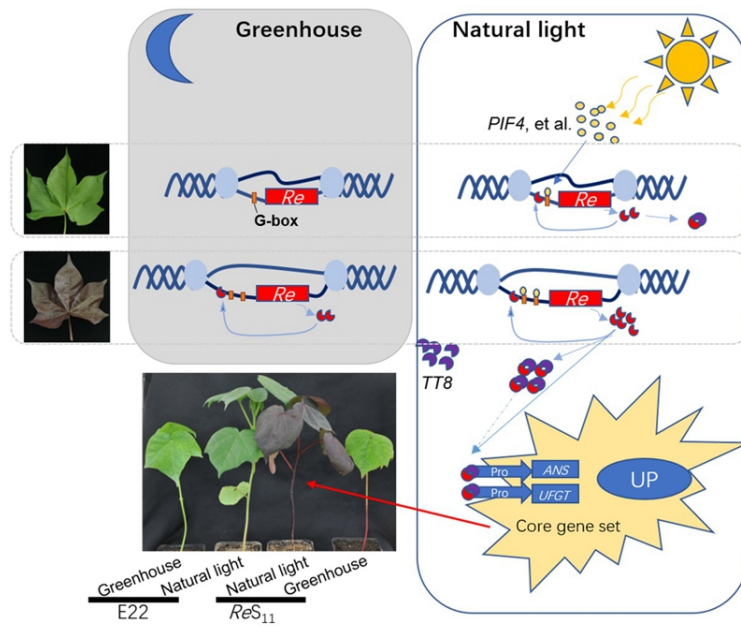 Greenhouse
Natural light
PIF4, et al.
Re
G-box
Re
Re
Re
TT8
Pro
ANS
Pro
UFGT
UP
Core gene set
Greenhouse
Natural light
Natural light
Greenhouse
E22
ReS₁₁